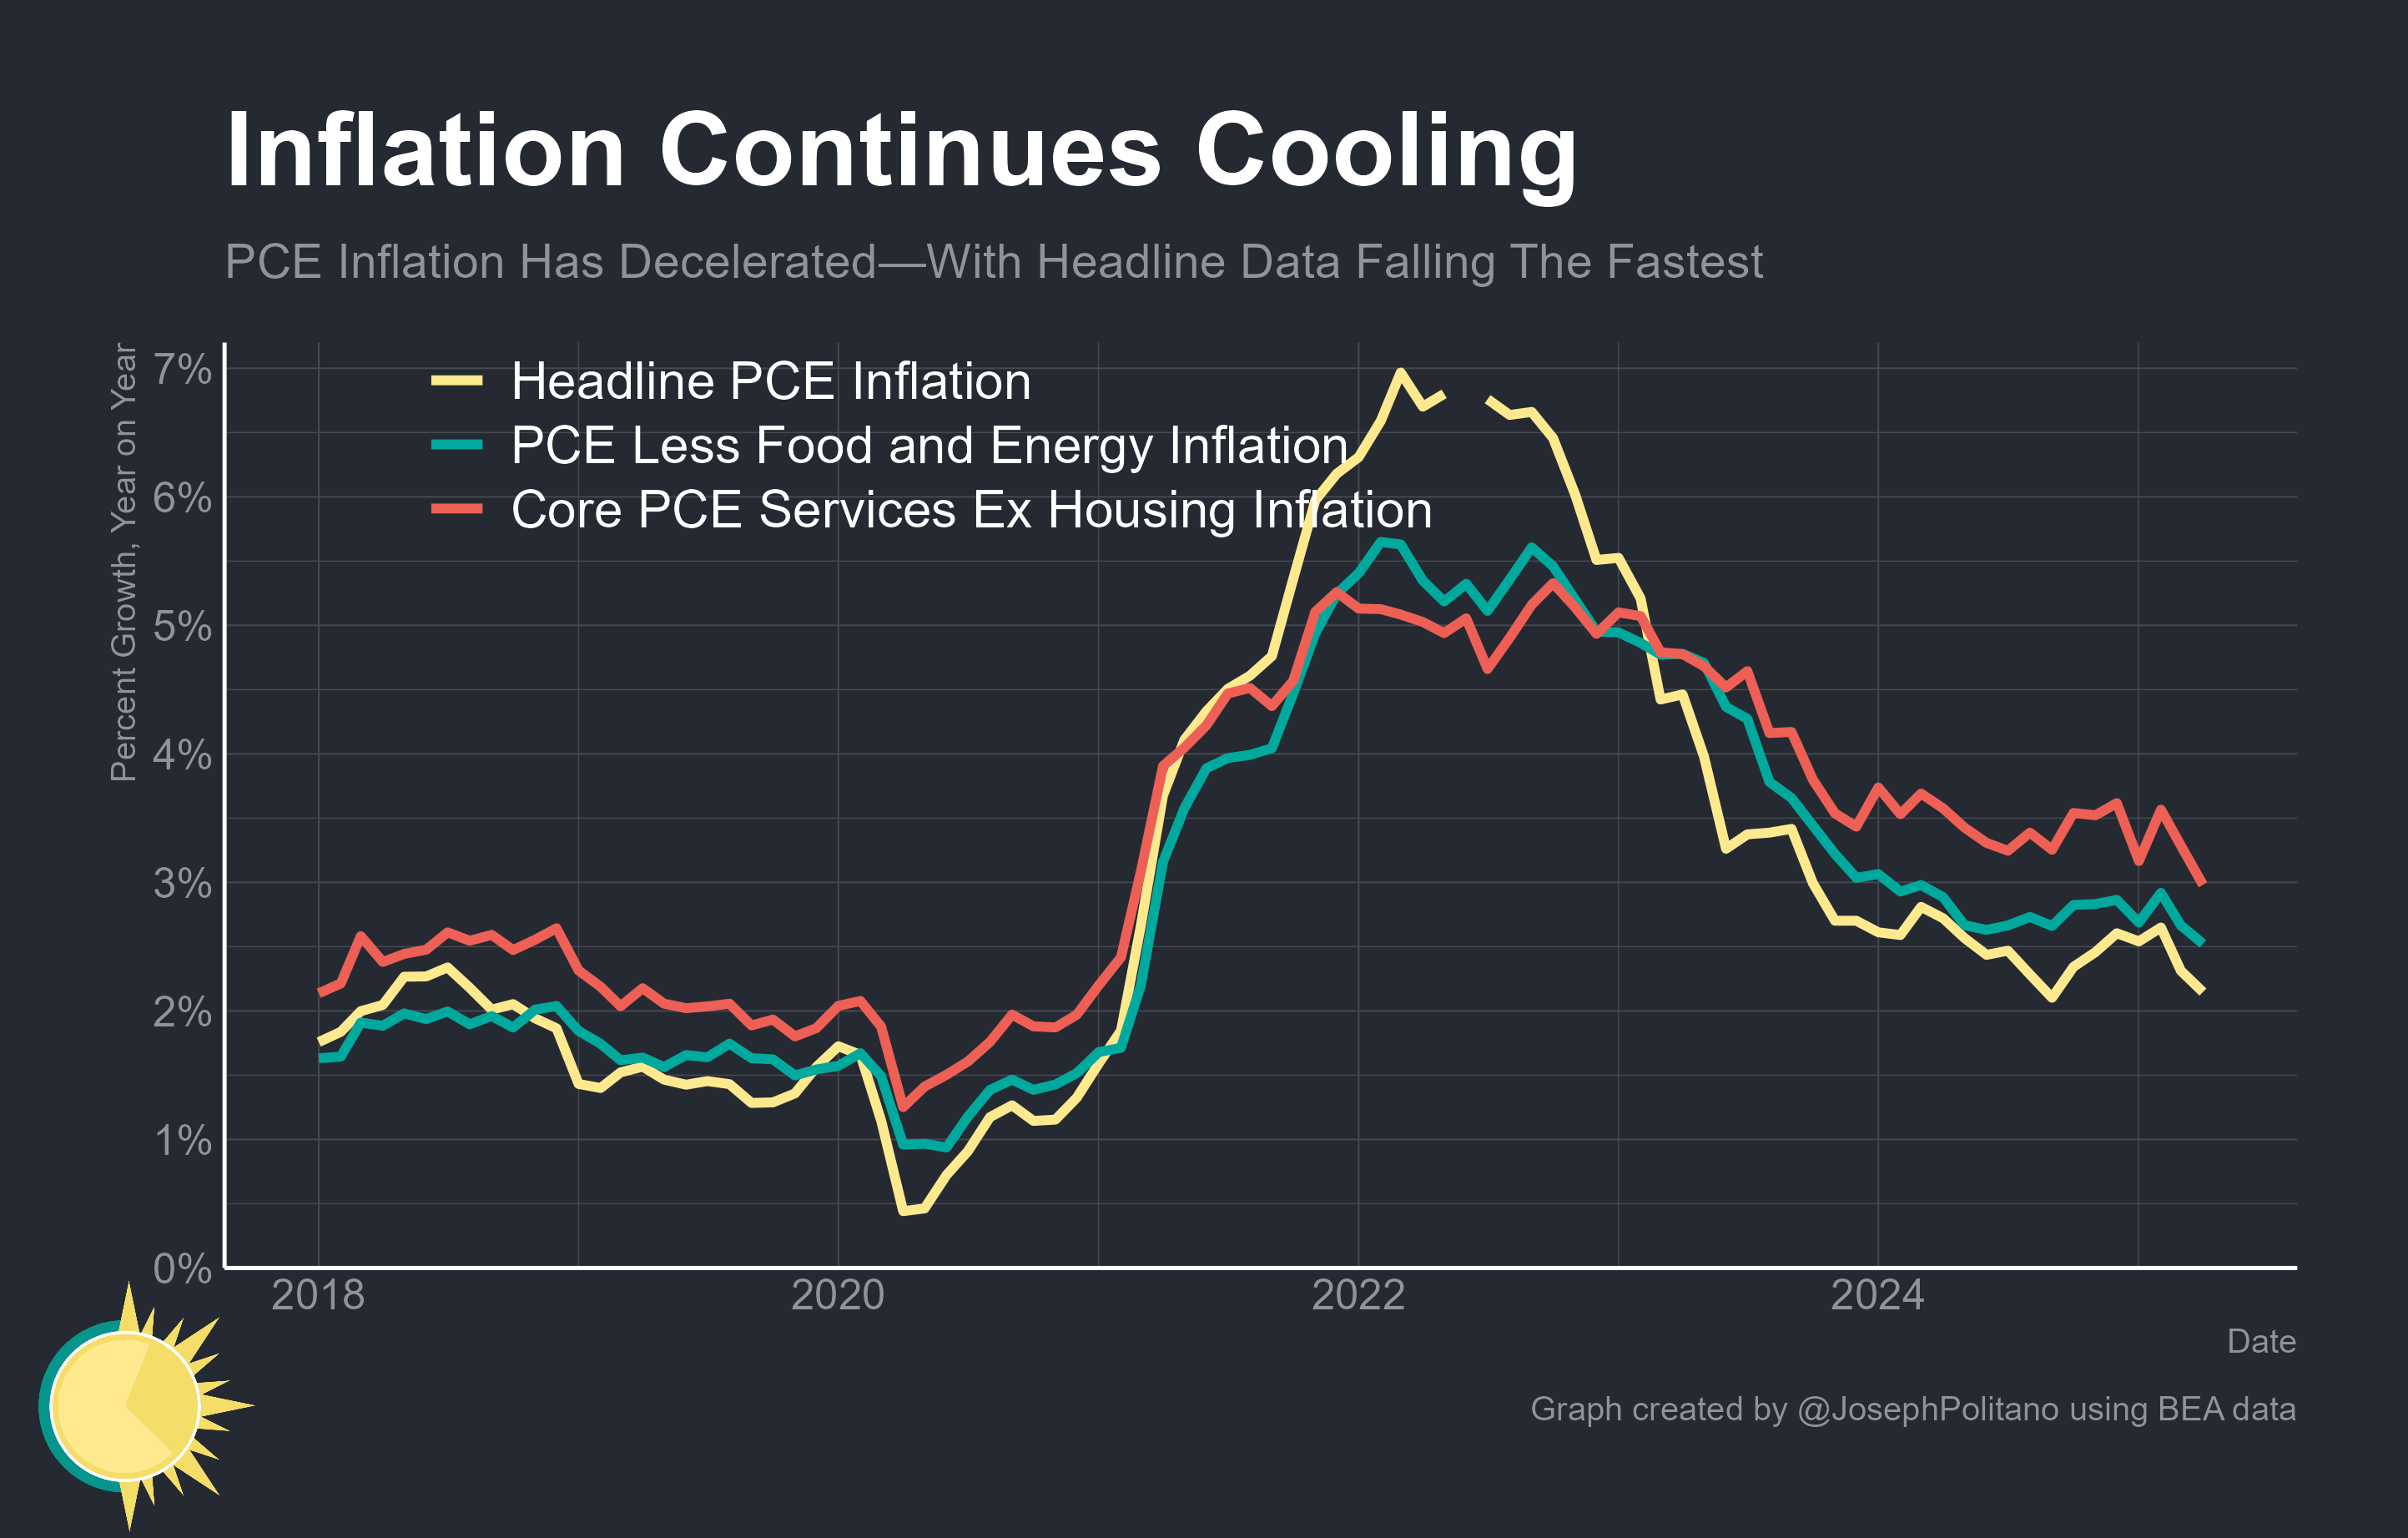 Inflation Continues Cooling
PCE Inflation Has Decelerated—With Headline Data Falling The Fastest
Percent Growth, Year on Year
7%
6%
5%
4%
3%
2%
1%
0%
Headline PCE Inflation
PCE Less Food and Energy Inflation
Core PCE Services Ex Housing Inflation
2018 2020 2022 2024
Date
Graph created by @JosephPolitano using BEA data